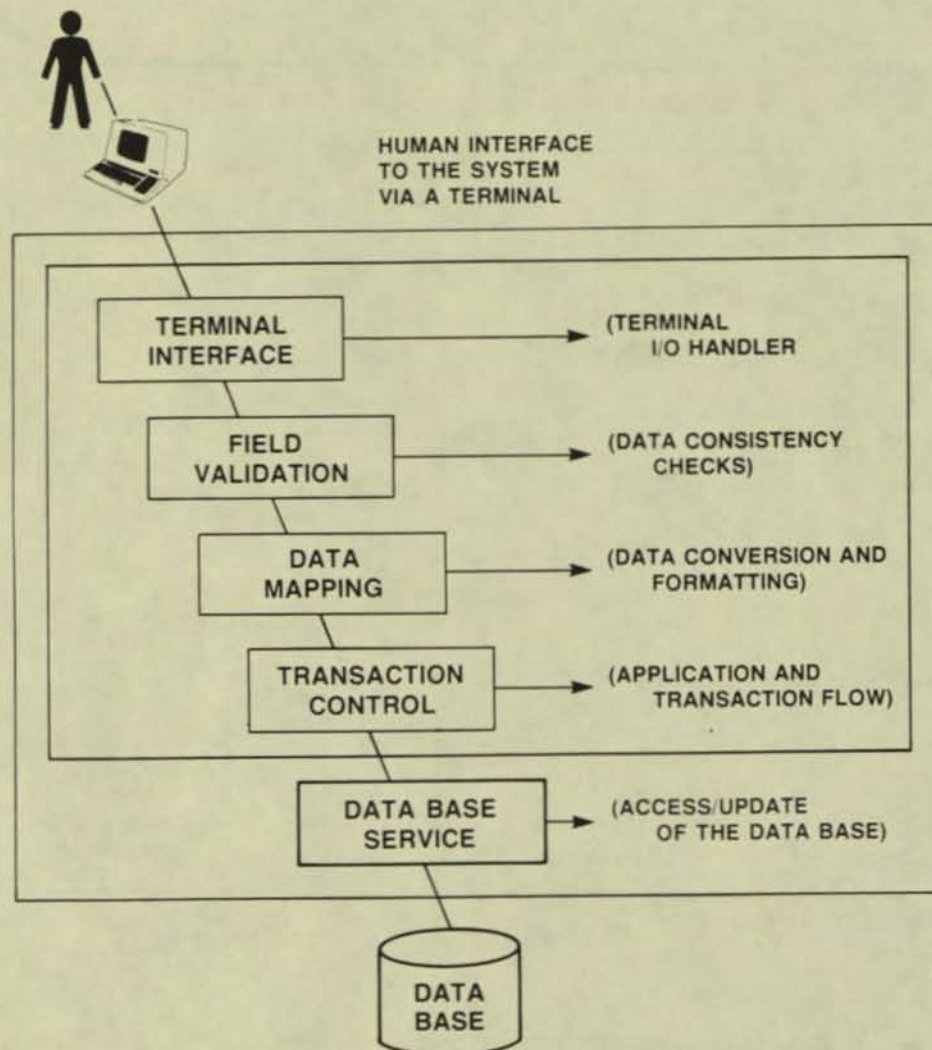 HUMAN INTERFACE
TO THE SYSTEM
VIA A TERMINAL
TERMINAL
INTERFACE
(TERMINAL
I/O HANDLER
FIELD
VALIDATION
(DATA CONSISTENCY
CHECKS)
DATA
MAPPING
(DATA CONVERSION AND
FORMATTING)
TRANSACTION
CONTROL
(APPLICATION AND
TRANSACTION FLOW)
DATA BASE
SERVICE
(ACCESS/UPDATE
OF THE DATA BASE)
DATA
BASE